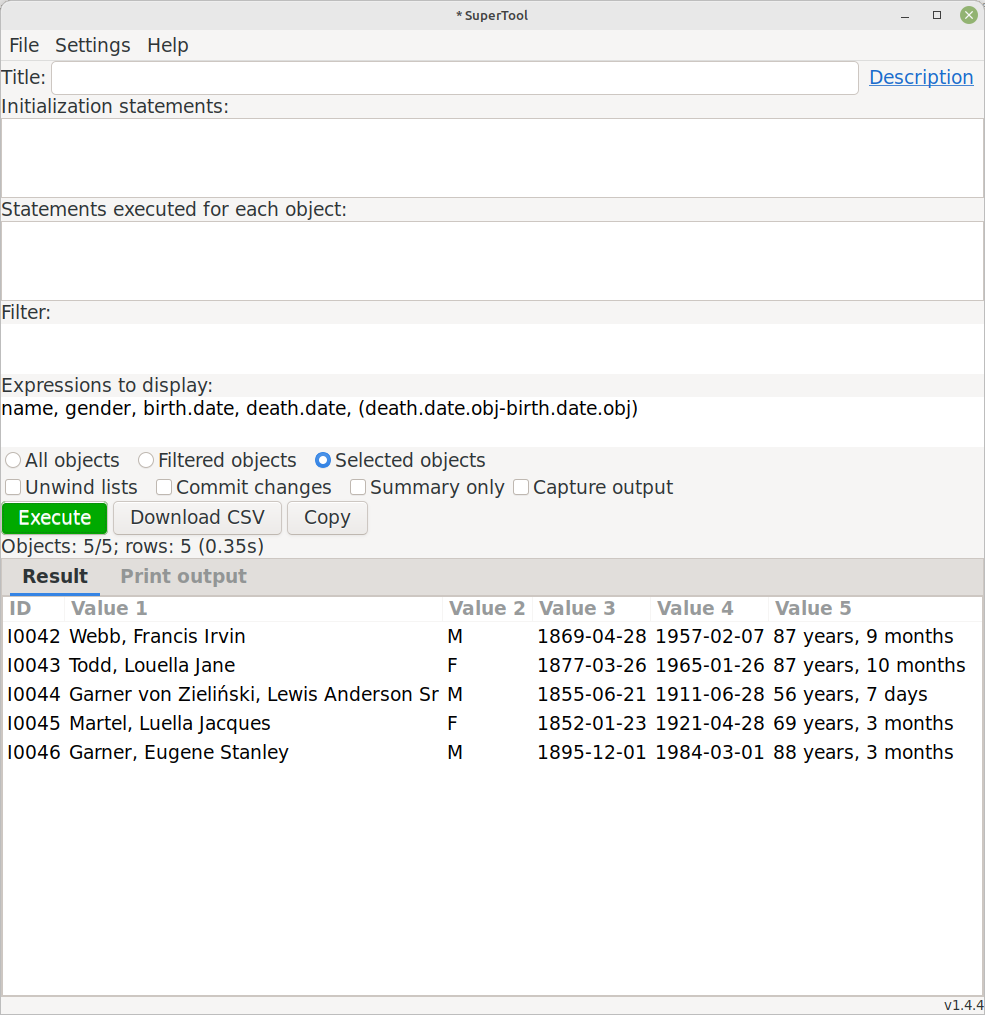 * SuperTool
File Settings Help
Title: Description
Initialization statements:
Statements executed for each object:
Filter:
Expressions to display:
name, gender, birth.date, death.date, (death.date.obj-birth.date.obj)
All objects Filtered objects Selected objects
Unwind lists Commit changes Summary only Capture output
Execute Download CSV Copy
Objects: 5/5; rows: 5 (0.35s)
Result Print output
ID Value 1 Value 2 Value 3 Value 4 Value 5
I0042 Webb, Francis Irvin M 1869-04-28 1957-02-07 87 years, 9 months
I0043 Todd, Louella Jane F 1877-03-26 1965-01-26 87 years, 10 months
I0044 Garner von Zieliński, Lewis Anderson Sr M 1855-06-21 1911-06-28 56 years, 7 days
I0045 Martel, Luella Jacques F 1852-01-23 1921-04-28 69 years, 3 months
I0046 Garner, Eugene Stanley M 1895-12-01 1984-03-01 88 years, 3 months
v1.4.4